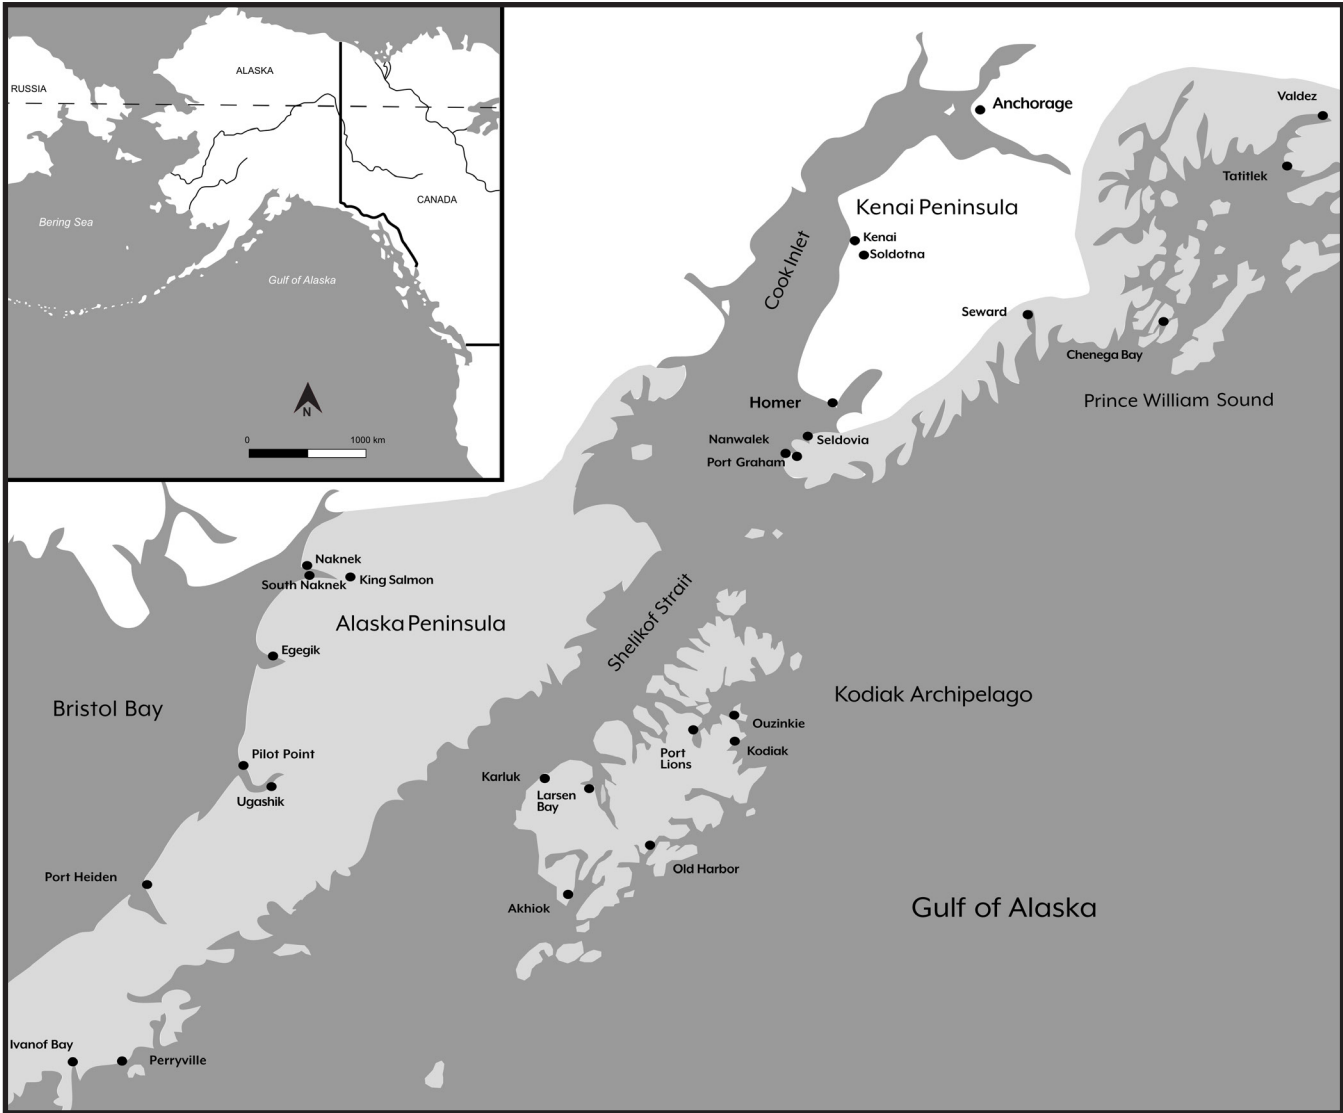 ALASKA
RUSSIA
CANADA
Bering Sea
Gulf of Alaska
N
0
1000 km
Anchorage
Valdez
Tatitlek
Kenai Peninsula
Kenai
Soldotna
Cook Inlet
Seward
Chenega Bay
Prince William Sound
Homer
Seldovia
Nanwalek
Port Graham
Naknek
South Naknek
King Salmon
Alaska Peninsula
Shelikof Strait
Egegik
Bristol Bay
Kodiak Archipelago
Ouzinkie
Kodiak
Port
Lions
Pilot Point
Ugashik
Karluk
Larsen
Bay
Old Harbor
Port Heiden
Akhiok
Gulf of Alaska
Ivanof Bay
Perryville